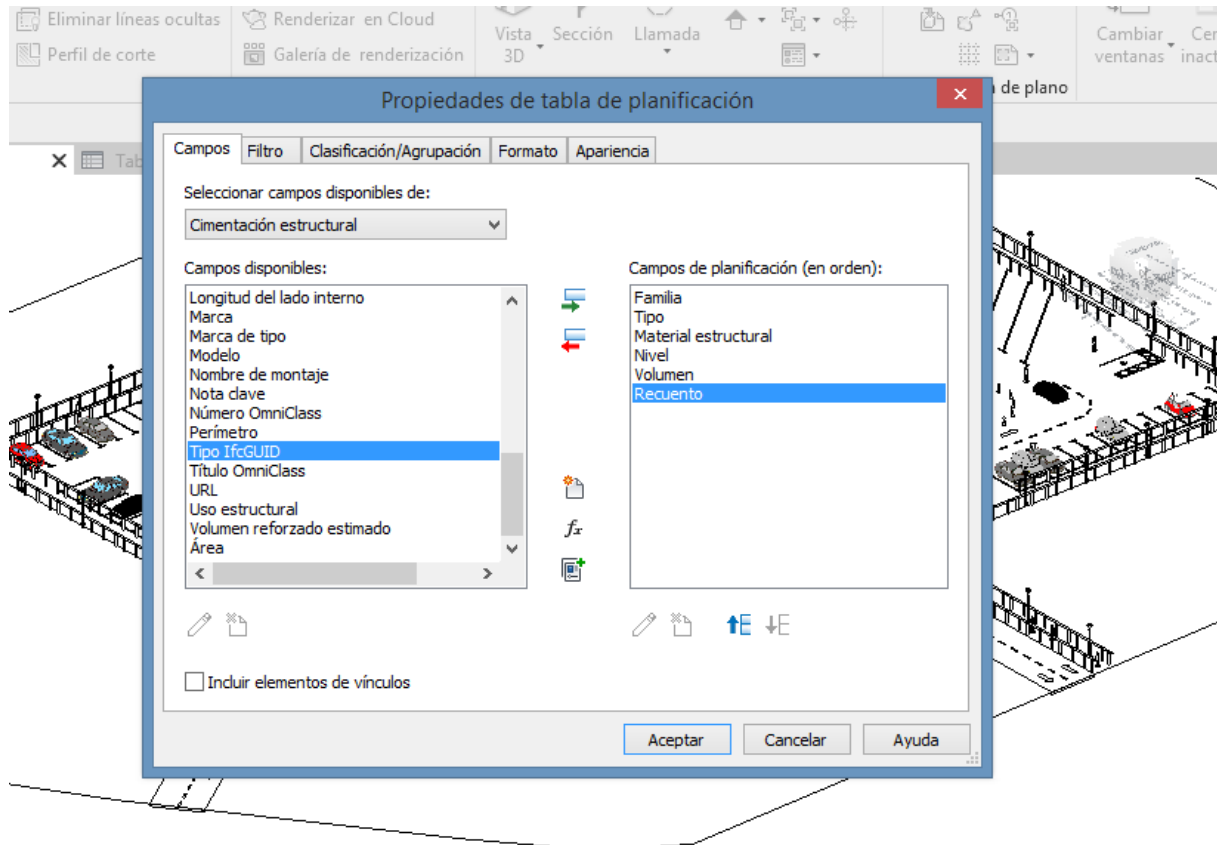 Eliminar líneas ocultas
Renderizar en Cloud
Perfil de corte
Galería de renderización
Vista
3D
Sección
Llamada
Cambiar
ventanas
inact
de plano
Propiedades de tabla de planificación
Campos
Filtro
Clasificación/Agrupación
Formato
Apariencia
Seleccionar campos disponibles de:
Cimentación estructural
Campos disponibles:
Longitud del lado interno
Marca
Marca de tipo
Modelo
Nombre de montaje
Nota clave
Número OmniClass
Perímetro
Tipo IfcGUID
Título OmniClass
URL
Uso estructural
Volumen reforzado estimado
Área
fx
Campos de planificación (en orden):
Familia
Tipo
Material estructural
Nivel
Volumen
Recuento
Incluir elementos de vínculos
Aceptar
Cancelar
Ayuda